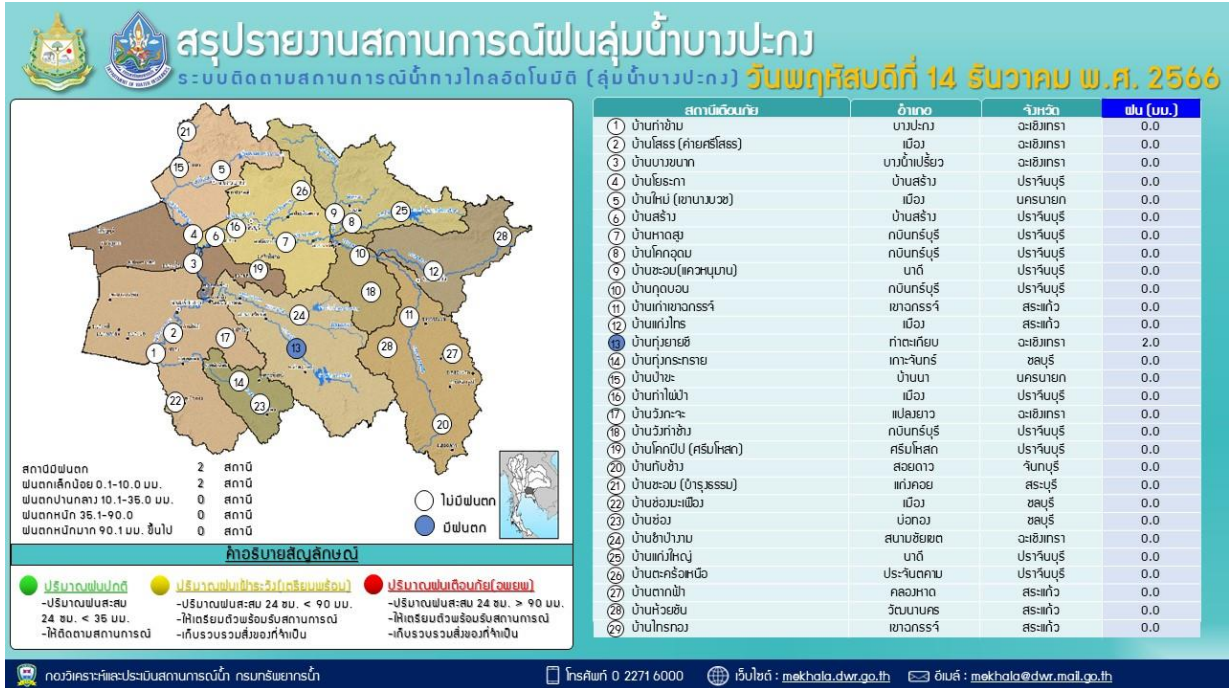 สรุปรายงานสถานการณ์ฝนลุ่มน้ำบางปะกง
ระบบติดตามสถานการณ์น้ำทางไกลอัตโนมัติ (ลุ่มน้ำบางปะกง) วันพฤหัสบดีที่ 14 ธันวาคม พ.ศ. 2566
สถานีเตือนภัย อำเภอ จังหวัด ฝน (มม.)
1 บ้านท่าข้าม บางปะกง ฉะเชิงเทรา 0.0
2 บ้านโสธร (ค่ายศรีโสธร) เมือง ฉะเชิงเทรา 0.0
3 บ้านบางขนาก บางน้ำเปรี้ยว ฉะเชิงเทรา 0.0
4 บ้านโยธะกา บ้านสร้าง ปราจีนบุรี 0.0
5 บ้านใหม่ (เขานางบวช) เมือง นครนายก 0.0
6 บ้านสร้าง บ้านสร้าง ปราจีนบุรี 0.0
7 บ้านหาดสูง กบินทร์บุรี ปราจีนบุรี 0.0
8 บ้านโคกอุดม กบินทร์บุรี ปราจีนบุรี 0.0
9 บ้านชะอม(แควหนุมาน) นาดี ปราจีนบุรี 0.0
10 บ้านกุดบอน กบินทร์บุรี ปราจีนบุรี 0.0
11 บ้านเก่าเขาฉกรรจ์ เขาฉกรรจ์ สระแก้ว 0.0
12 บ้านแก่งไทร เมือง สระแก้ว 0.0
13 บ้านทุ่งยายชี ท่าตะเกียบ ฉะเชิงเทรา 2.0
14 บ้านทุ่งกระทราย เกาะจันทร์ ชลบุรี 0.0
15 บ้านป่าขะ บ้านนา นครนายก 0.0
16 บ้านท่าไผ่ป่า เมือง ปราจีนบุรี 0.0
17 บ้านวังกะจะ แปลงยาว ฉะเชิงเทรา 0.0
18 บ้านวังท่าช้าง กบินทร์บุรี ปราจีนบุรี 0.0
19 บ้านโคกปีป (ศรีมโหสถ) ศรีมโหสถ ปราจีนบุรี 0.0
20 บ้านทับช้าง สอยดาว จันทบุรี 0.0
21 บ้านชะอม (บำรุงธรรม) แก่งคอย สระบุรี 0.0
22 บ้านช่องมะเฟือง เมือง ชลบุรี 0.0
23 บ้านช่อง บ่อทอง ชลบุรี 0.0
24 บ้านชำป่างาม สนามชัยเขต ฉะเชิงเทรา 0.0
25 บ้านแก่งใหญ่ นาดี ปราจีนบุรี 0.0
26 บ้านตะคร้อเหนือ ประจันตคาม ปราจีนบุรี 0.0
27 บ้านตากฟ้า คลองหาด สระแก้ว 0.0
28 บ้านห้วยชัน วัฒนานคร สระแก้ว 0.0
29 บ้านไทรทอง เขาฉกรรจ์ สระแก้ว 0.0
21
15
5
26
9
8
25
28
4
6
16
7
10
12
3
19
18
24
11
2
17
13
28
27
1
14
22
23
20
สถานีมีฝนตก 2 สถานี
ฝนตกเล็กน้อย 0.1-10.0 มม. 2 สถานี
ฝนตกปานกลาง 10.1-35.0 มม. 0 สถานี
ฝนตกหนัก 35.1-90.0 0 สถานี
ฝนตกหนักมาก 90.1 มม. ขึ้นไป 0 สถานี
ไม่มีฝนตก
มีฝนตก
คำอธิบายสัญลักษณ์
ปริมาณฝนปกติ
-ปริมาณฝนสะสม
24 ชม. < 35 มม.
-ให้ติดตามสถานการณ์
ปริมาณฝนเฝ้าระวัง(เตรียมพร้อม)
-ปริมาณฝนสะสม 24 ชม. < 90 มม.
-ให้เตรียมตัวพร้อมรับสถานการณ์
-เก็บรวบรวมสิ่งของที่จำเป็น
ปริมาณฝนเตือนภัย(อพยพ)
-ปริมาณฝนสะสม 24 ชม. > 90 มม.
-ให้เตรียมตัวพร้อมรับสถานการณ์
-เก็บรวบรวมสิ่งของที่จำเป็น
กองวิเคราะห์และประเมินสถานการณ์น้ำ กรมทรัพยากรน้ำ โทรศัพท์ 0 2271 6000 เว็บไซต์ : mekhala.dwr.go.th อีเมล์ : mekhala@dwr.mail.go.th